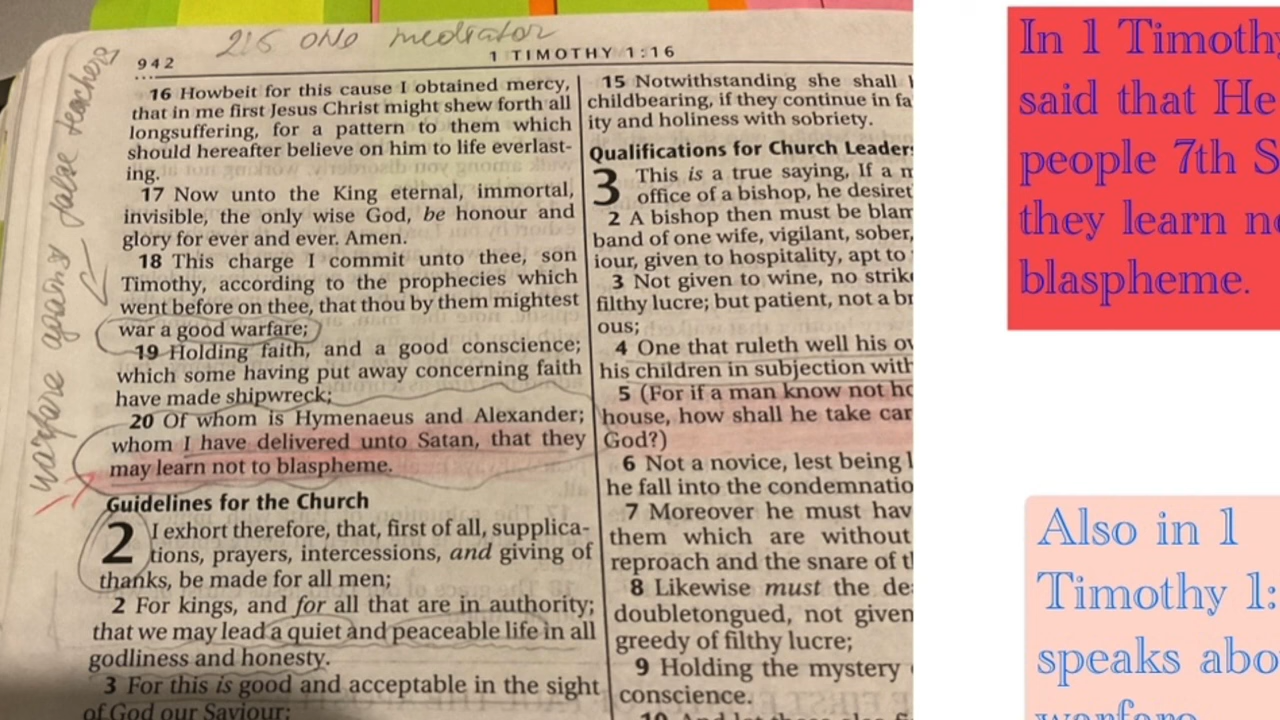 216 one mediator
942
1 TIMOTHY 1:16
warfare against false teachers
16 Howbeit for this cause I obtained mercy,
that in me first Jesus Christ might shew forth all
longsuffering, for a pattern to them which
should hereafter believe on him to life everlast-
ing.
17 Now unto the King eternal, immortal,
invisible, the only wise God, be honour and
glory for ever and ever. Amen.
18 This charge I commit unto thee, son
Timothy, according to the prophecies which
went before on thee, that thou by them mightest
war a good warfare;
19 Holding faith, and a good conscience;
which some having put away concerning faith
have made shipwreck;
20 Of whom is Hymenaeus and Alexander;
whom I have delivered unto Satan, that they
may learn not to blaspheme.
Guidelines for the Church
2 I exhort therefore, that, first of all, supplica-
tions, prayers, intercessions, and giving of
thanks, be made for all men;
2 For kings, and for all that are in authority;
that we may lead a quiet and peaceable life in all
godliness and honesty.
3 For this is good and acceptable in the sight
of God our Saviour;
15 Notwithstanding she shall
childbearing, if they continue in fa
ity and holiness with sobriety.
Qualifications for Church Leader
3 This is a true saying, If a m
office of a bishop, he desiret
2 A bishop then must be blam
band of one wife, vigilant, sober,
iour, given to hospitality, apt to
3 Not given to wine, no strik
filthy lucre; but patient, not a br
ous;
4 One that ruleth well his ow
his children in subjection with
5 (For if a man know not ho
house, how shall he take car
God?)
6 Not a novice, lest being l
he fall into the condemnatio
7 Moreover he must hav
them which are without
reproach and the snare of t
8 Likewise must the de
doubletongued, not given
greedy of filthy lucre;
9 Holding the mystery
conscience.
In 1 Timothy
said that He
people 7th S
they learn no
blaspheme.
Also in 1
Timothy 1:
speaks abo
warfare